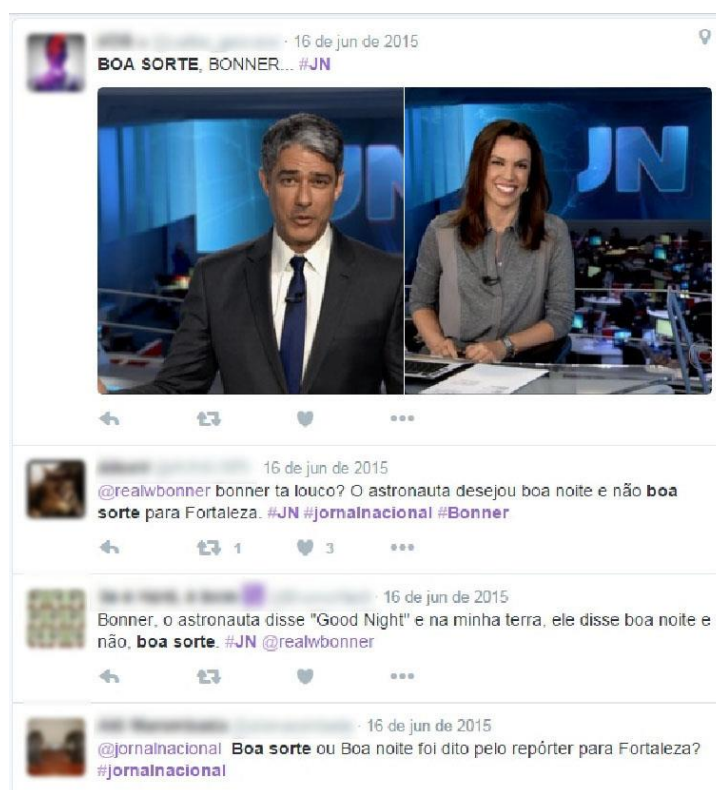 · 16 de jun de 2015
BOA SORTE, BONNER... #JN
JN
JN
16 de jun de 2015
@realwbonner bonner ta louco? O astronauta desejou boa noite e não boa
sorte para Fortaleza. #JN #jornalnacional #Bonner
1 3
· 16 de jun de 2015
Bonner, o astronauta disse "Good Night" e na minha terra, ele disse boa noite e
não, boa sorte. #JN @realwbonner
· 16 de jun de 2015
@jornalnacional Boa sorte ou Boa noite foi dito pelo repórter para Fortaleza?
#jornalnacional